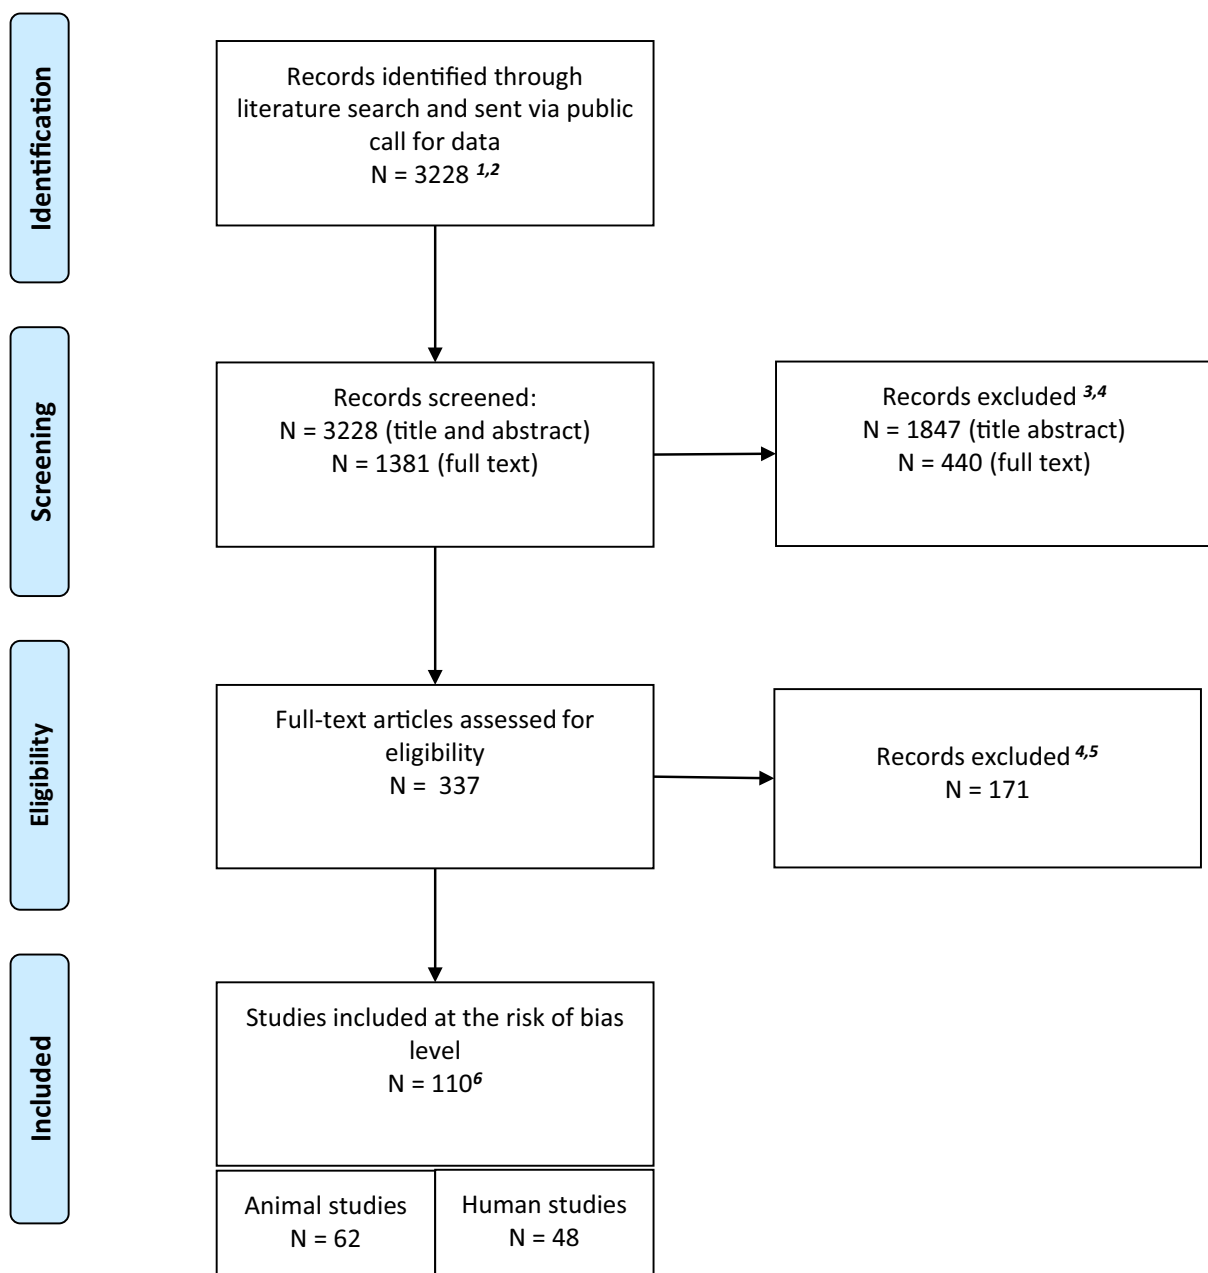 Identification
Records identified through
literature search and sent via public
call for data
N = 3228 1,2
Screening
Records screened:
N = 3228 (title and abstract)
N = 1381 (full text)
Records excluded 3,4
N = 1847 (title abstract)
N = 440 (full text)
Eligibility
Full-text articles assessed for
eligibility
N = 337
Records excluded 4,5
N = 171
Included
Studies included at the risk of bias
level
N = 1106
Animal studies
N = 62
Human studies
N = 48